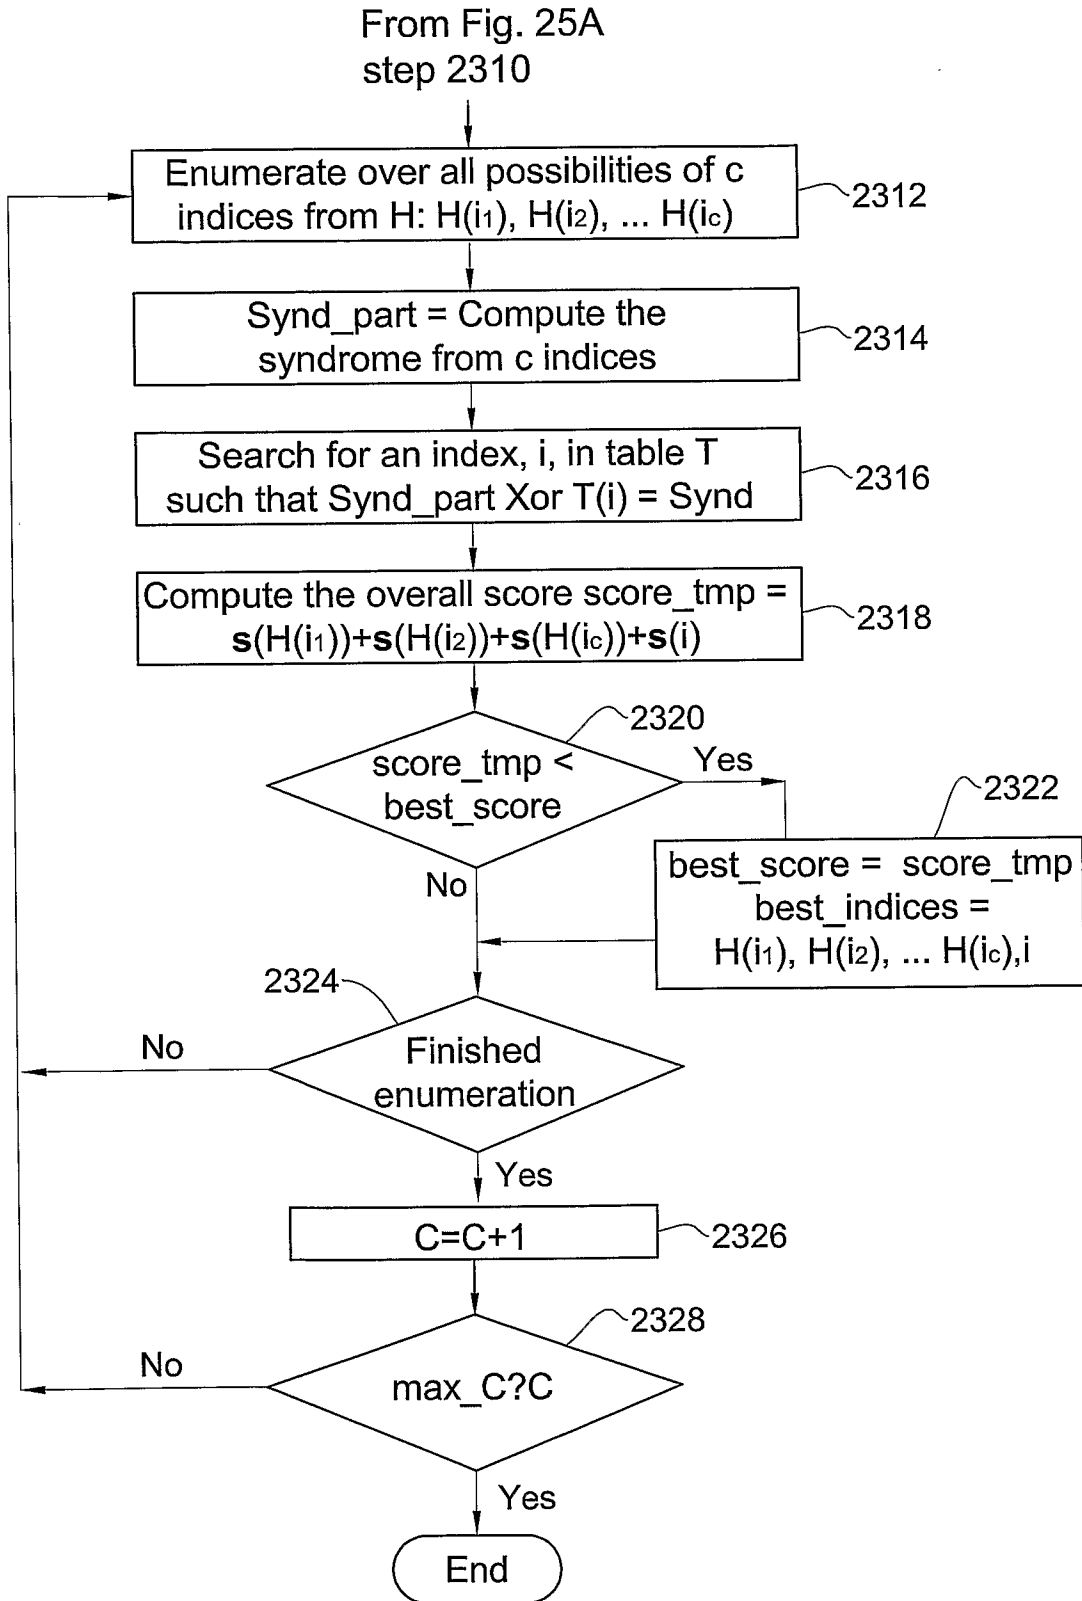 From Fig. 25A
step 2310
Enumerate over all possibilities of c
indices from H: H(i1), H(i2), ... H(ic)
2312
Synd_part = Compute the
syndrome from c indices
2314
Search for an index, i, in table T
such that Synd_part Xor T(i) = Synd
2316
Compute the overall score score_tmp =
s(H(i1))+s(H(i2))+s(H(ic))+s(i)
2318
2320
score_tmp <
best_score
Yes
2322
best_score = score_tmp
best_indices =
H(i1), H(i2), ... H(ic),i
No
2324
Finished
enumeration
No
Yes
C=C+1
2326
2328
max_C?C
No
Yes
End